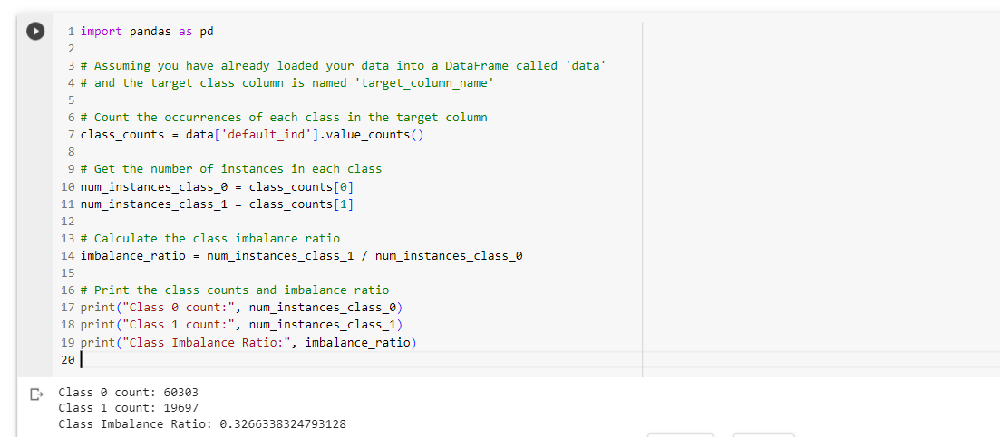 1 import pandas as pd
2
3 # Assuming you have already loaded your data into a DataFrame called 'data'
4 # and the target class column is named 'target_column_name'
5
6 # Count the occurrences of each class in the target column
7 class_counts = data['default_ind'].value_counts()
8
9 # Get the number of instances in each class
10 num_instances_class_0 = class_counts[0]
11 num_instances_class_1 = class_counts[1]
12
13 # Calculate the class imbalance ratio
14 imbalance_ratio = num_instances_class_1 / num_instances_class_0
15
16 # Print the class counts and imbalance ratio
17 print("Class 0 count:", num_instances_class_0)
18 print("Class 1 count:", num_instances_class_1)
19 print("Class Imbalance Ratio:", imbalance_ratio)
20
Class 0 count: 60303
Class 1 count: 19697
Class Imbalance Ratio: 0.3266338324793128